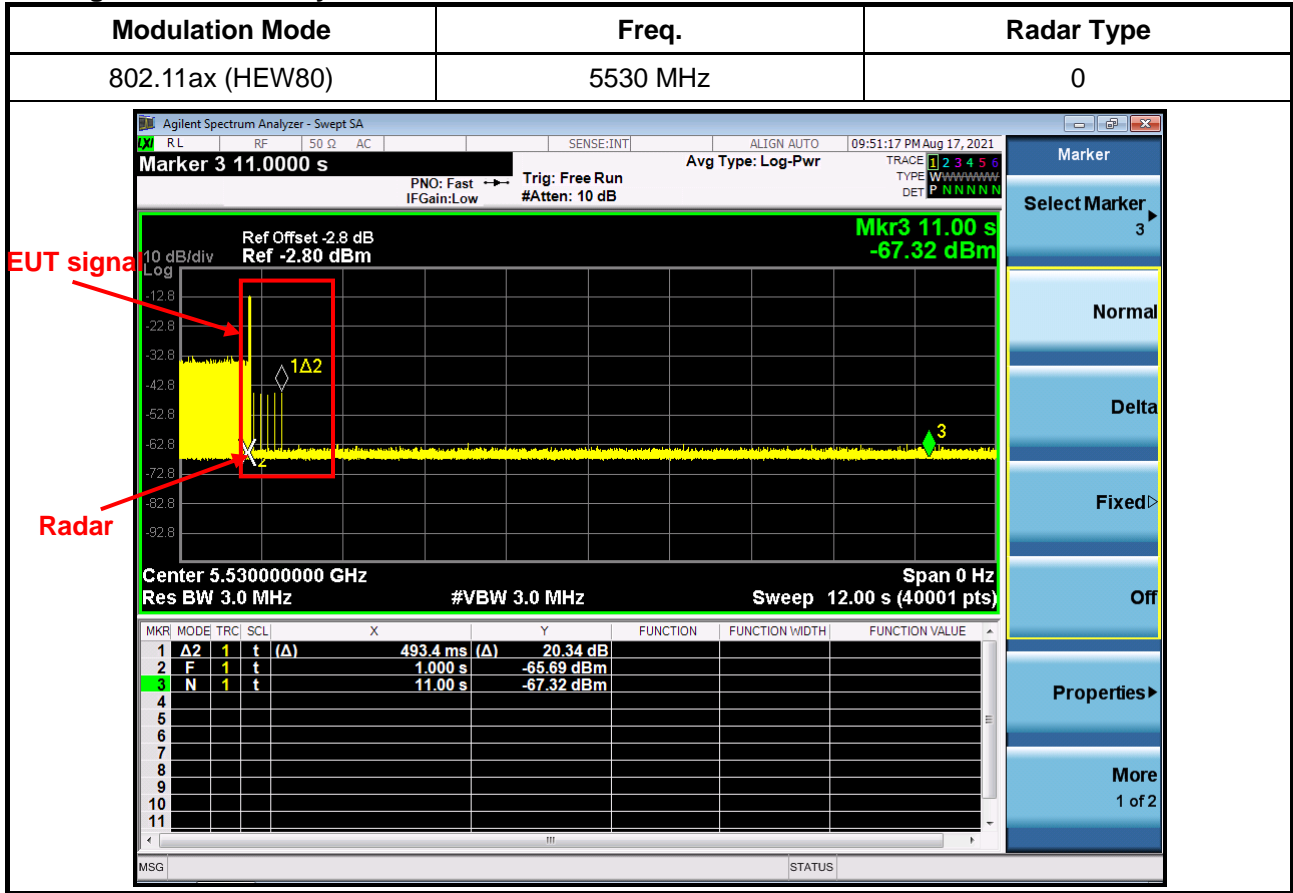 Modulation Mode Freq. Radar Type
802.11ax (HEW80) 5530 MHz 0
Agilent Spectrum Analyzer - Swept SA
LXI RL RF 50 Ω AC SENSE:INT ALIGN AUTO 09:51:17 PM Aug 17, 2021
Marker 3 11.0000 s
Avg Type: Log-Pwr
TRACE 1 2 3 4 5 6
TYPE WWWWWW
DET P N N N N N
PNO: Fast
IFGain:Low
Trig: Free Run
#Atten: 10 dB
Mkr3 11.00 s
-67.32 dBm
Ref Offset -2.8 dB
10 dB/div Ref -2.80 dBm
Log
EUT signal
-12.8
-22.8
-32.8
-42.8
-52.8
-62.8
-72.8
-82.8
-92.8
1Δ2
2
3
Radar
Center 5.530000000 GHz Span 0 Hz
Res BW 3.0 MHz #VBW 3.0 MHz Sweep 12.00 s (40001 pts)
MKR MODE TRC SCL X Y FUNCTION FUNCTION WIDTH FUNCTION VALUE
1 Δ2 1 t (Δ) 493.4 ms (Δ) 20.34 dB
2 F 1 t 1.000 s -65.69 dBm
3 N 1 t 11.00 s -67.32 dBm
4
5
6
7
8
9
10
11
MSG STATUS
Marker
Select Marker
3
Normal
Delta
Fixed
Off
Properties
More
1 of 2